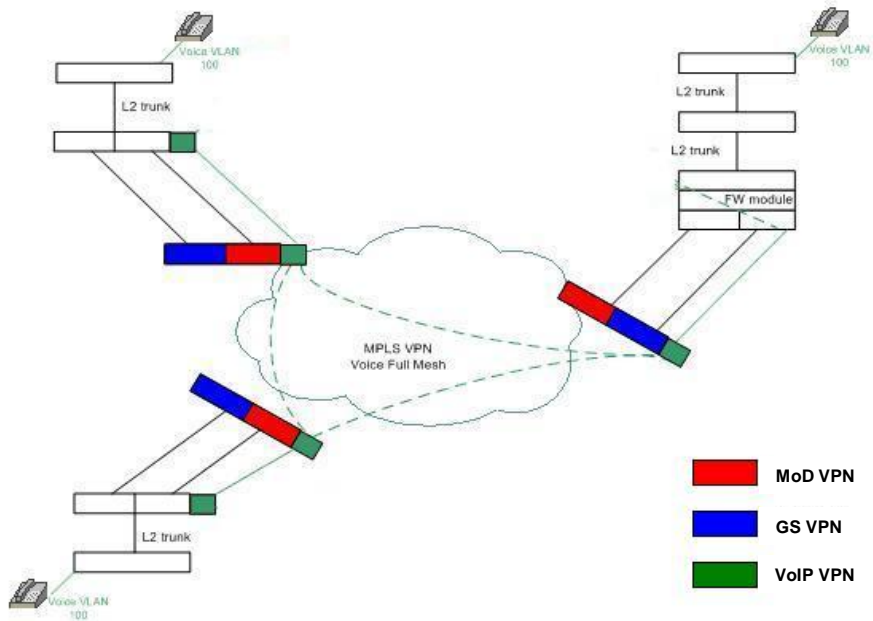 Voice VLAN
100
L2 trunk
Voice VLAN
100
L2 trunk
L2 trunk
FW module
MPLS VPN
Voice Full Mesh
L2 trunk
Voice VLAN
100
MoD VPN
GS VPN
VoIP VPN